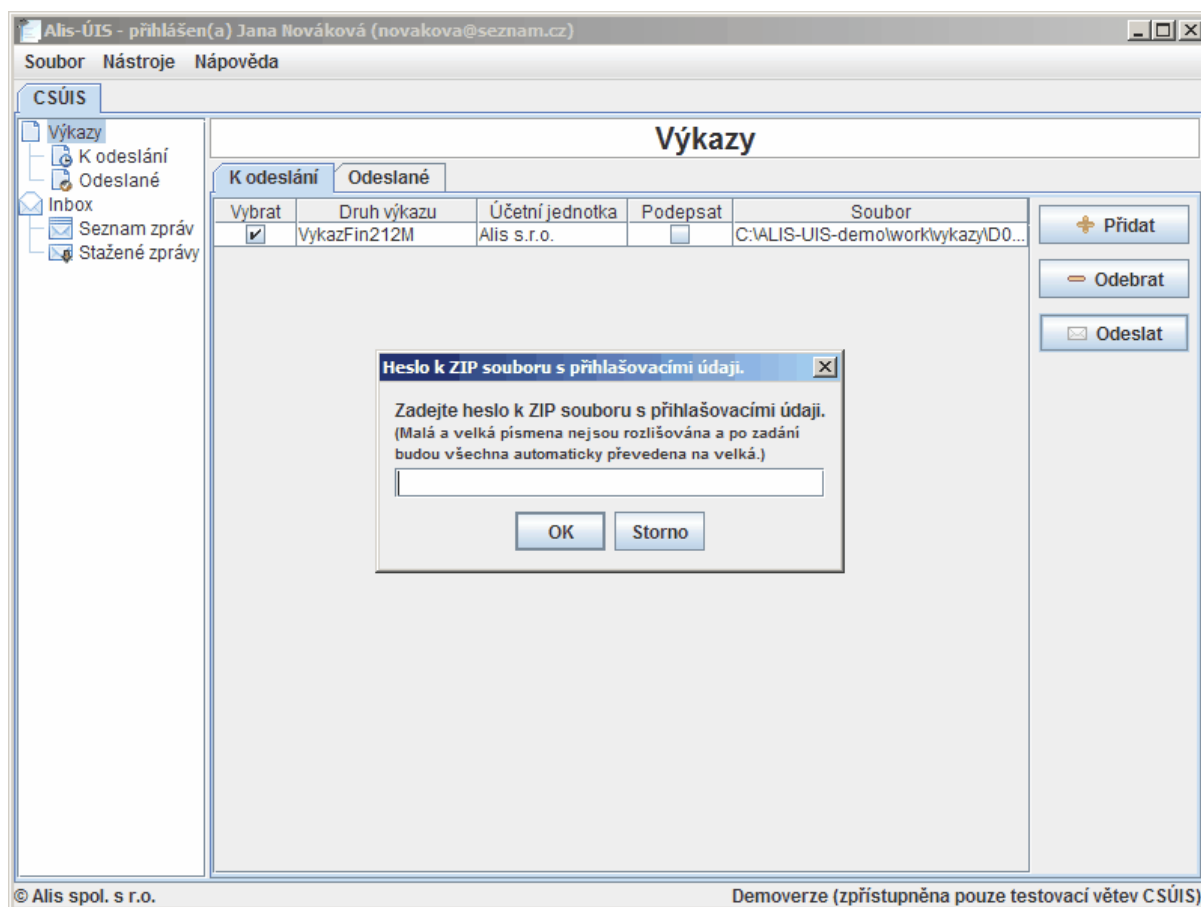 Alis-ÚIS - přihlášen(a) Jana Nováková (novakova@seznam.cz)
Soubor Nástroje Nápověda
CSÚIS
Výkazy
K odeslání
Odeslané
Inbox
Seznam zpráv
Stažené zprávy
Výkazy
K odeslání Odeslané
Vybrat Druh výkazu Účetní jednotka Podepsat Soubor
VykazFin212M Alis s.r.o. C:\ALIS-UIS-demo\work\vykazy\D0...
Přidat
Odebrat
Odeslat
Heslo k ZIP souboru s přihlašovacími údaji.
Zadejte heslo k ZIP souboru s přihlašovacími údaji.
(Malá a velká písmena nejsou rozlišována a po zadání
budou všechna automaticky převedena na velká.)
OK Storno
© Alis spol. s r.o. Demoverze (zpřístupněna pouze testovací větev CSÚIS)